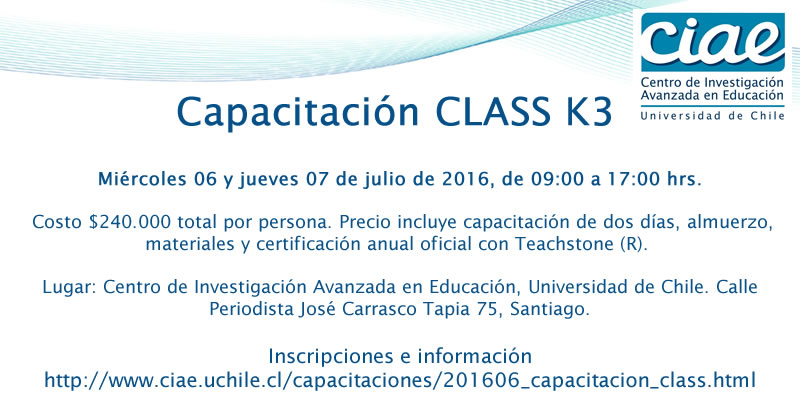 ciae
Centro de Investigación
Avanzada en Educación
Universidad de Chile
Capacitación CLASS K3
Miércoles 06 y jueves 07 de julio de 2016, de 09:00 a 17:00 hrs.
Costo $240.000 total por persona. Precio incluye capacitación de dos días, almuerzo,
materiales y certificación anual oficial con Teachstone (R).
Lugar: Centro de Investigación Avanzada en Educación, Universidad de Chile. Calle
Periodista José Carrasco Tapia 75, Santiago.
Inscripciones e información
http://www.ciae.uchile.cl/capacitaciones/201606_capacitacion_class.html